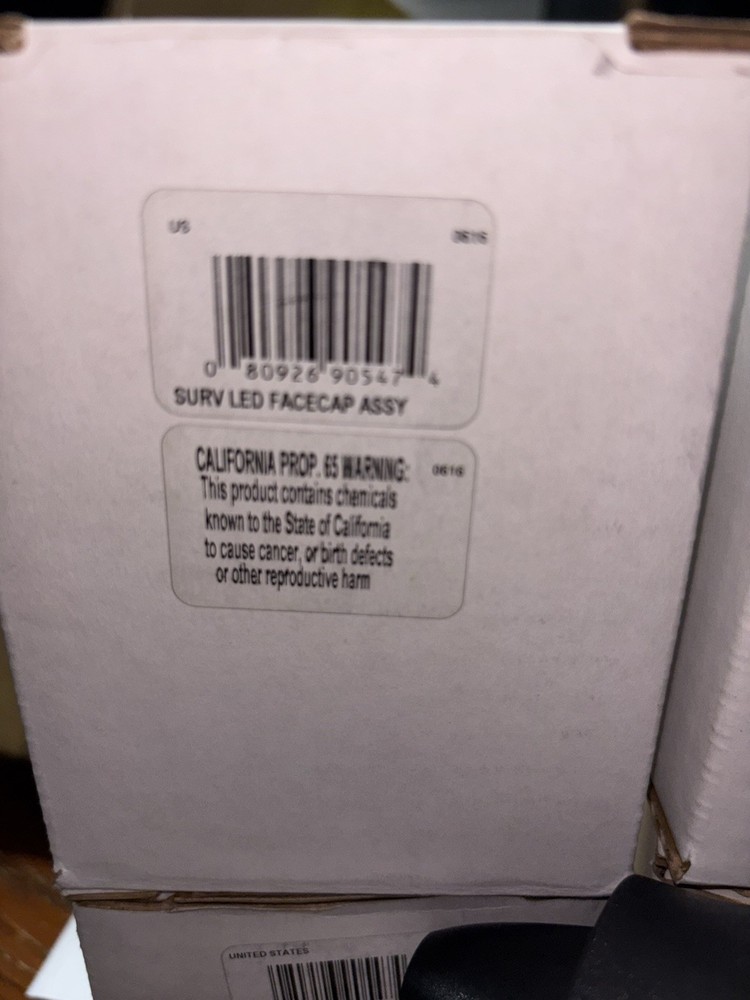 US 0616
0 80926 90547 4
SURV LED FACECAP ASSY
CALIFORNIA PROP. 65 WARNING: 0616
This product contains chemicals
known to the State of California
to cause cancer, or birth defects
or other reproductive harm
UNITED STATES